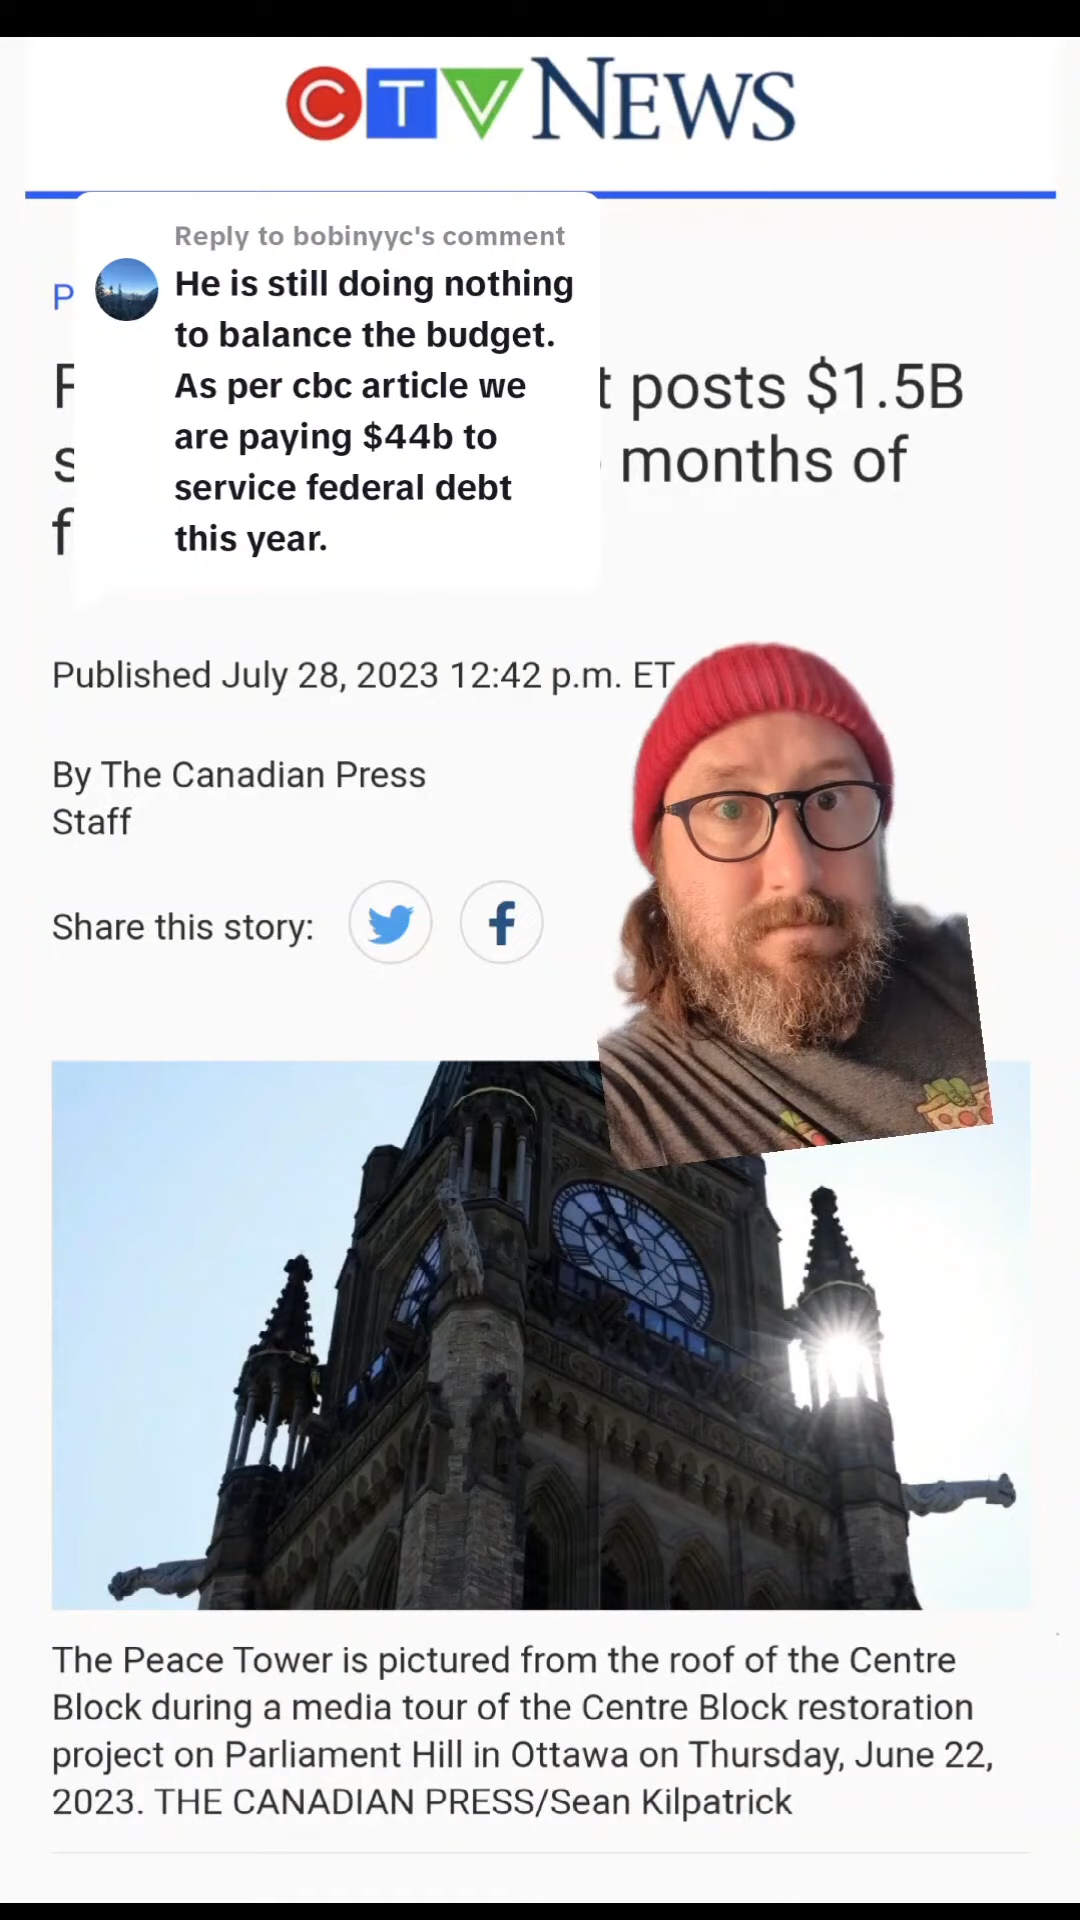 CTV NEWS
Reply to bobinyyc's comment
He is still doing nothing
to balance the budget.
As per cbc article we
are paying $44b to
service federal debt
this year.
P
F t posts $1.5B
s months of
f
Published July 28, 2023 12:42 p.m. ET
By The Canadian Press
Staff
Share this story:
The Peace Tower is pictured from the roof of the Centre
Block during a media tour of the Centre Block restoration
project on Parliament Hill in Ottawa on Thursday, June 22,
2023. THE CANADIAN PRESS/Sean Kilpatrick